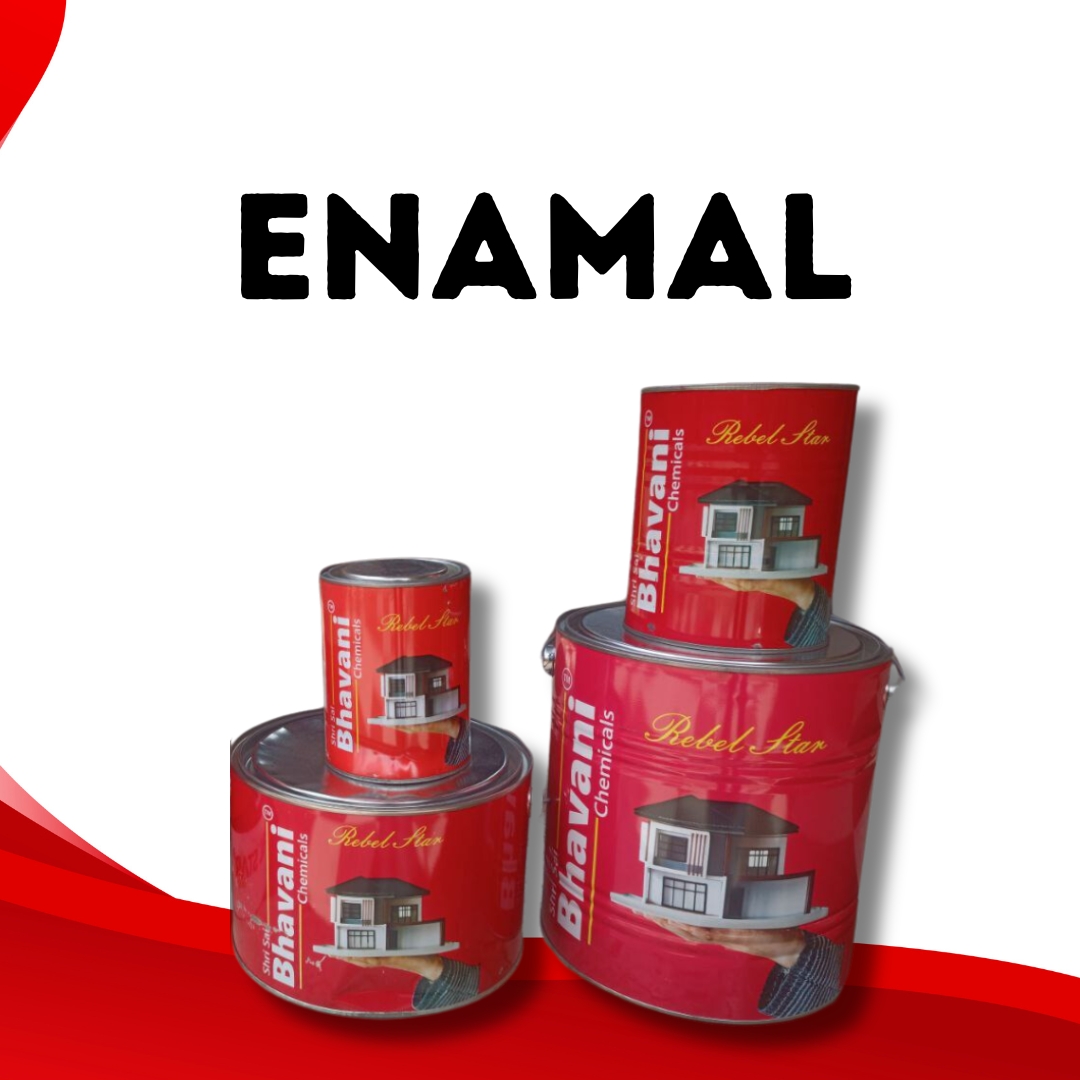 ENAMAL
Rebel Star
Shri Sai
Bhavani
Chemicals
Rebel Star
Shri Sai
Bhavani
Chemicals
Rebel Star
Shri Sai
Bhavani TM
Chemicals
Rebel Star
Shri Sai
Bhavani
Chemicals